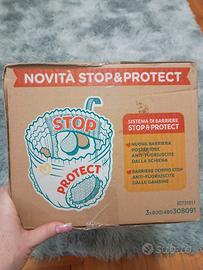 NOVITÀ STOP&PROTECT
STOP
PROTECT
SISTEMA DI BARRIERE
STOP&PROTECT
NUOVA BARRIERA
POSTERIORE
ANTI-FUORIUSCITE
DALLA SCHIENA
BARRIERE DOPPIO STOP
ANTI-FUORIUSCITE
DALLE GAMBINE
subito